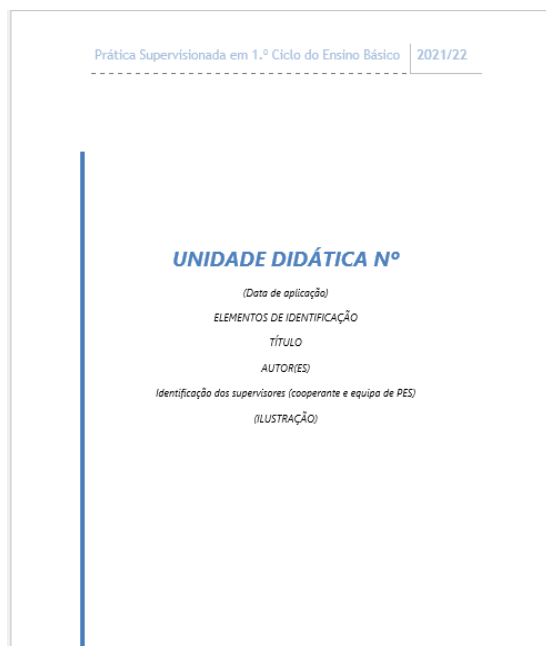 Prática Supervisionada em 1.º Ciclo do Ensino Básico 2021/22
UNIDADE DIDÁTICA Nº
(Data de aplicação)
ELEMENTOS DE IDENTIFICAÇÃO
TÍTULO
AUTOR(ES)
Identificação dos supervisores (cooperante e equipa de PES)
(ILUSTRAÇÃO)